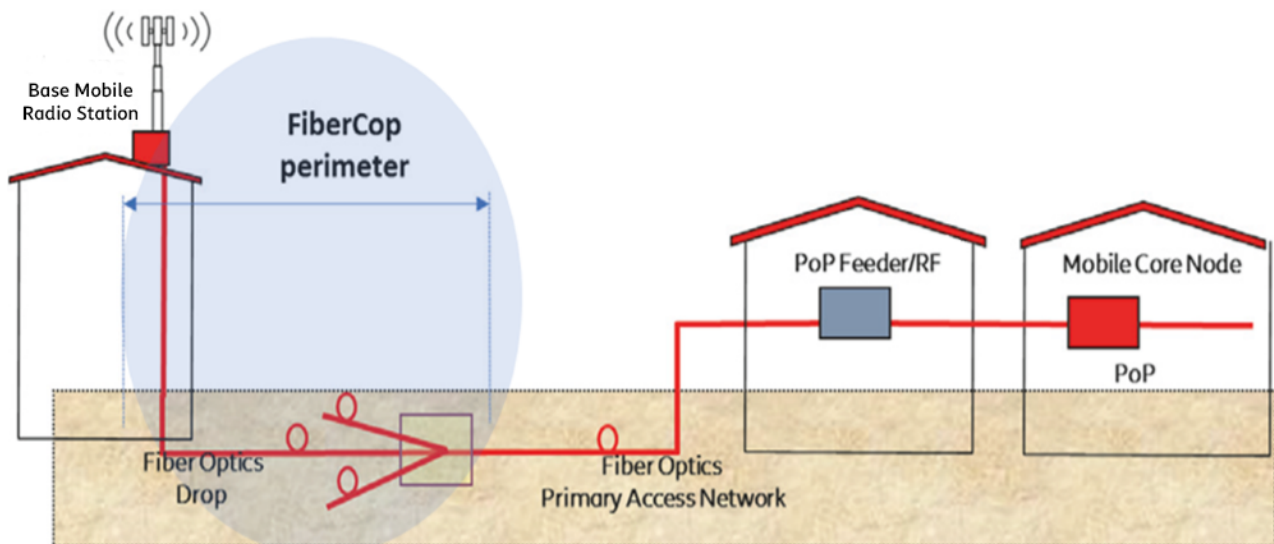 Base Mobile
Radio Station
FiberCop
perimeter
PoP Feeder/RF
Mobile Core Node
PoP
Fiber Optics
Drop
Fiber Optics
Primary Access Network